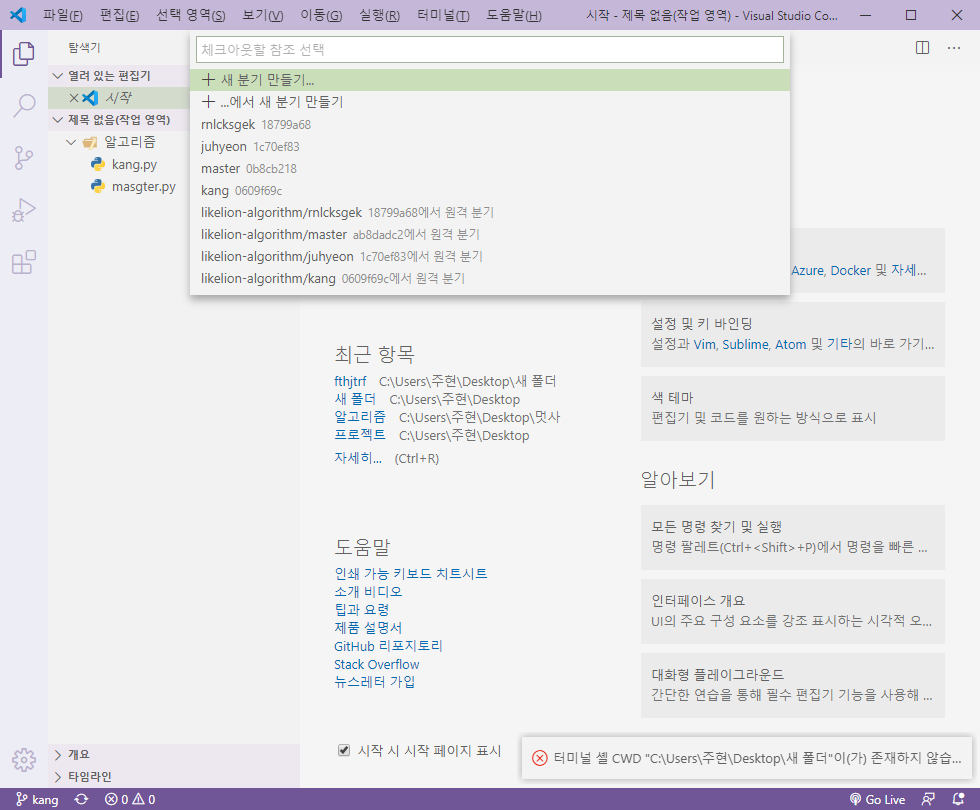 파일(F) 편집(E) 선택 영역(S) 보기(V) 이동(G) 실행(R) 터미널(T) 도움말(H) 시작 - 제목 없음(작업 영역) - Visual Studio Co...
탐색기
열려 있는 편집기
시작
제목 없음(작업 영역)
알고리즘
kang.py
masgter.py
개요
타임라인
체크아웃할 참조 선택
새 분기 만들기...
...에서 새 분기 만들기
rnlcksgek 18799a68
juhyeon 1c70ef83
master 0b8cb218
kang 0609f69c
likelion-algorithm/rnlcksgek 18799a68에서 원격 분기
likelion-algorithm/master ab8dadc2에서 원격 분기
likelion-algorithm/juhyeon 1c70ef83에서 원격 분기
likelion-algorithm/kang 0609f69c에서 원격 분기
최근 항목
fthjtrf C:\Users\주현\Desktop\새 폴더
새 폴더 C:\Users\주현\Desktop
알고리즘 C:\Users\주현\Desktop\멋사
프로젝트 C:\Users\주현\Desktop
자세히... (Ctrl+R)
도움말
인쇄 가능 키보드 치트시트
소개 비디오
팁과 요령
제품 설명서
GitHub 리포지토리
Stack Overflow
뉴스레터 가입
시작 시 시작 페이지 표시
Azure, Docker 및 자세...
설정 및 키 바인딩
설정과 Vim, Sublime, Atom 및 기타의 바로 가기...
색 테마
편집기 및 코드를 원하는 방식으로 표시
알아보기
모든 명령 찾기 및 실행
명령 팔레트(Ctrl+<Shift>+P)에서 명령을 빠른 ...
인터페이스 개요
UI의 주요 구성 요소를 강조 표시하는 시각적 오...
대화형 플레이그라운드
간단한 연습을 통해 필수 편집기 기능을 사용해 ...
터미널 셸 CWD "C:\Users\주현\Desktop\새 폴더"이(가) 존재하지 않습...
kang 0 0 Go Live